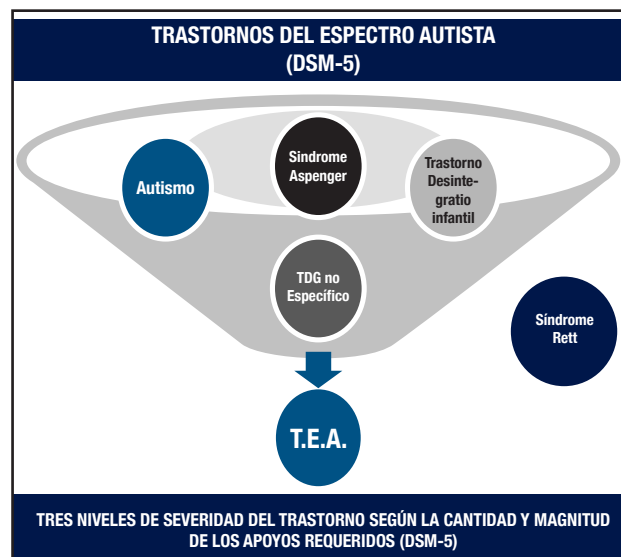 TRASTORNOS DEL ESPECTRO AUTISTA
(DSM-5)
Autismo
Sindrome
Aspenger
Trastorno
Desinte-
gratio
infantil
TDG no
Específico
Síndrome
Rett
T.E.A.
TRES NIVELES DE SEVERIDAD DEL TRASTORNO SEGÚN LA CANTIDAD Y MAGNITUD
DE LOS APOYOS REQUERIDOS (DSM-5)